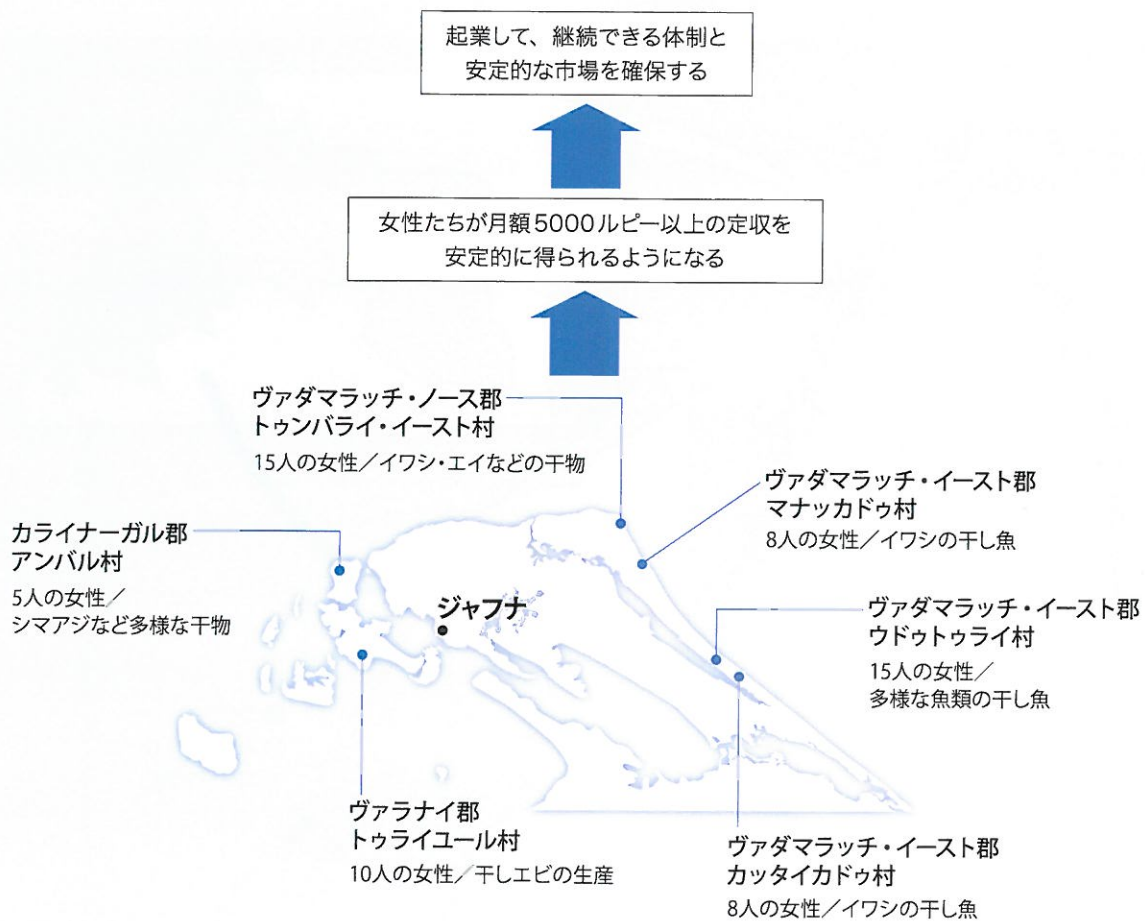 起業して、継続できる体制と
安定的な市場を確保する
女性たちが月額5000ルピー以上の定収を
安定的に得られるようになる
ヴァダマラッチ・ノース郡
トゥンバライ・イースト村
15人の女性／イワシ・エイなどの干物
ヴァダマラッチ・イースト郡
マナッカドゥ村
8人の女性／イワシの干し魚
カライナーガル郡
アンバル村
5人の女性／
シマアジなど多様な干物
ジャフナ
ヴァダマラッチ・イースト郡
ウドゥトゥライ村
15人の女性／
多様な魚類の干し魚
ヴァラナイ郡
トゥライユール村
10人の女性／干しエビの生産
ヴァダマラッチ・イースト郡
カッタイカドゥ村
8人の女性／イワシの干し魚